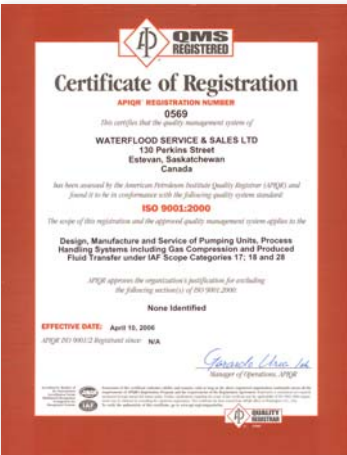 QMS
REGISTERED
Certificate of Registration
APIQR® REGISTRATION NUMBER
0569
This certifies that the quality management system of
WATERFLOOD SERVICE & SALES LTD
130 Perkins Street
Estevan, Saskatchewan
Canada
has been assessed by the American Petroleum Institute Quality Registrar (APIQR) and
found it to be in conformance with the following quality system standard:
ISO 9001:2000
The scope of this registration and the approved quality management system applies to the
Design, Manufacture and Service of Pumping Units, Process
Handling Systems including Gas Compression and Produced
Fluid Transfer under IAF Scope Categories 17; 18 and 28
APIQR approves the organization's justification for excluding
the following section(s) of ISO 9001:2000
None Identified
EFFECTIVE DATE: April 10, 2006
APIQR ISO 9001/2 Registrant since: N/A
Manager of Operations, APIQR
IAF
QUALITY
REGISTRAR